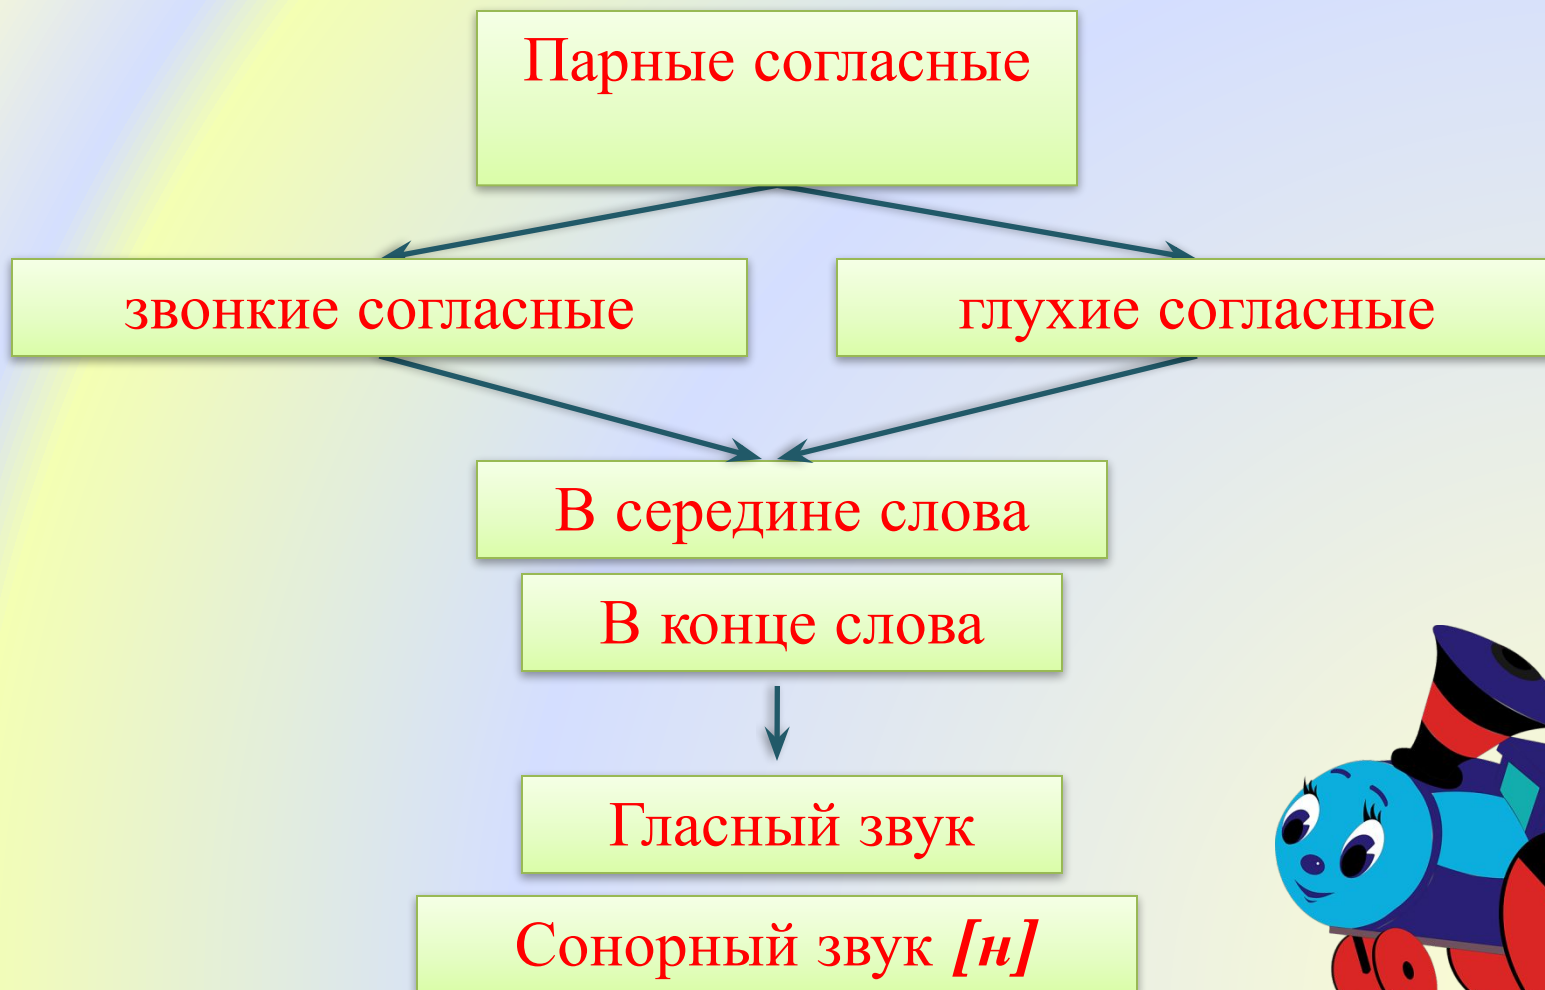 Парные согласные
звонкие согласные
глухие согласные
В середине слова
В конце слова
Гласный звук
Сонорный звук [н]